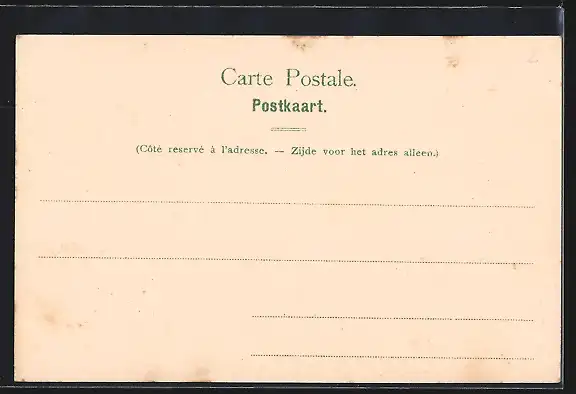 Carte Postale.
Postkaart.
(Côté reservé à l'adresse. — Zijde voor het adres alleen.)